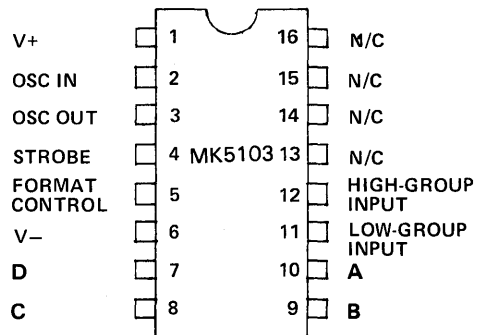 V+ 1 16 N/C
OSC IN 2 15 N/C
OSC OUT 3 14 N/C
STROBE 4 MK5103 13 N/C
FORMAT CONTROL 5 12 HIGH-GROUP INPUT
V– 6 11 LOW-GROUP INPUT
D 7 10 A
C 8 9 B